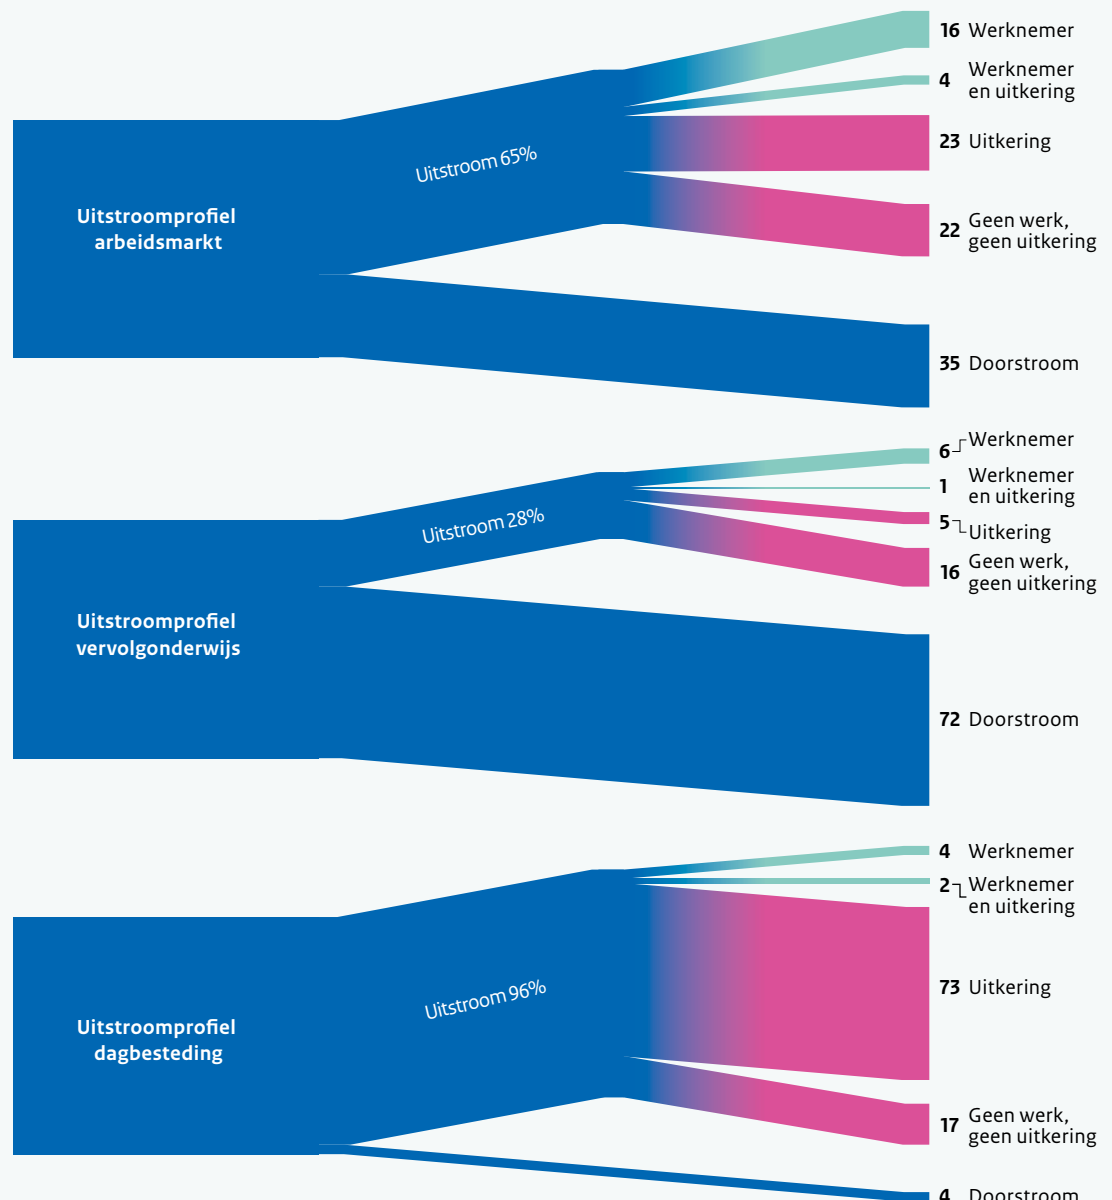 16 Werknemer
4 Werknemer
en uitkering
Uitstroom 65%
23 Uitkering
Uitstroomprofiel
arbeidsmarkt
22 Geen werk,
geen uitkering
35 Doorstroom
6 Werknemer
1 Werknemer
en uitkering
Uitstroom 28%
5 Uitkering
16 Geen werk,
geen uitkering
Uitstroomprofiel
vervolgonderwijs
72 Doorstroom
4 Werknemer
2 Werknemer
en uitkering
Uitstroom 96%
73 Uitkering
Uitstroomprofiel
dagbesteding
17 Geen werk,
geen uitkering
4 Doorstroom